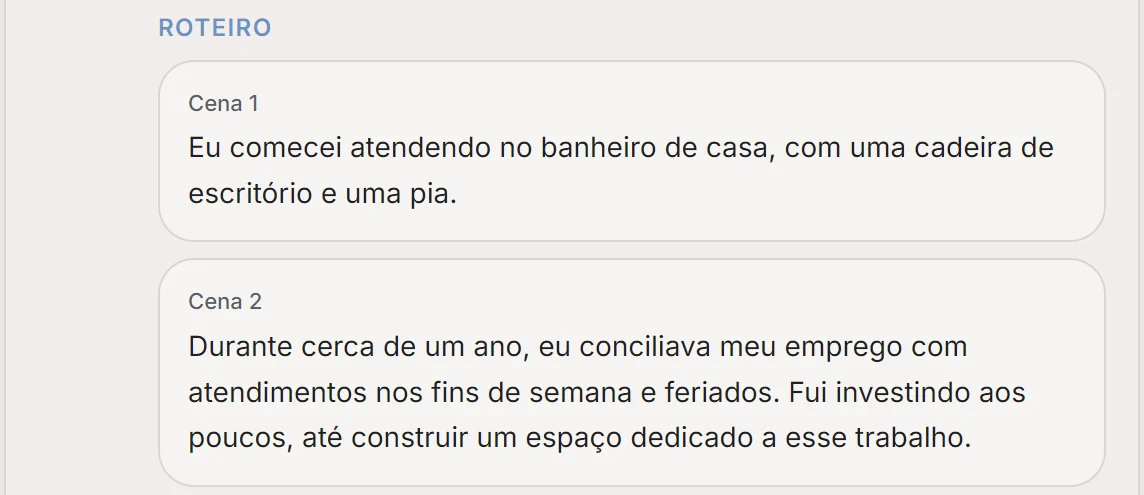 ROTEIRO
Cena 1
Eu comecei atendendo no banheiro de casa, com uma cadeira de
escritório e uma pia.
Cena 2
Durante cerca de um ano, eu conciliava meu emprego com
atendimentos nos fins de semana e feriados. Fui investindo aos
poucos, até construir um espaço dedicado a esse trabalho.